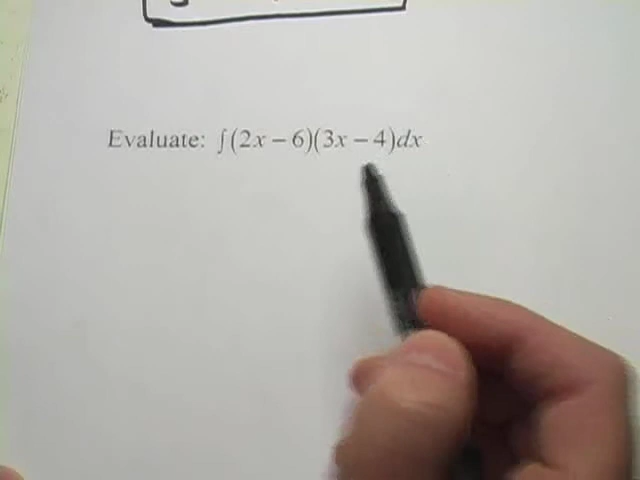 Evaluate: ∫(2x − 6)(3x − 4)dx